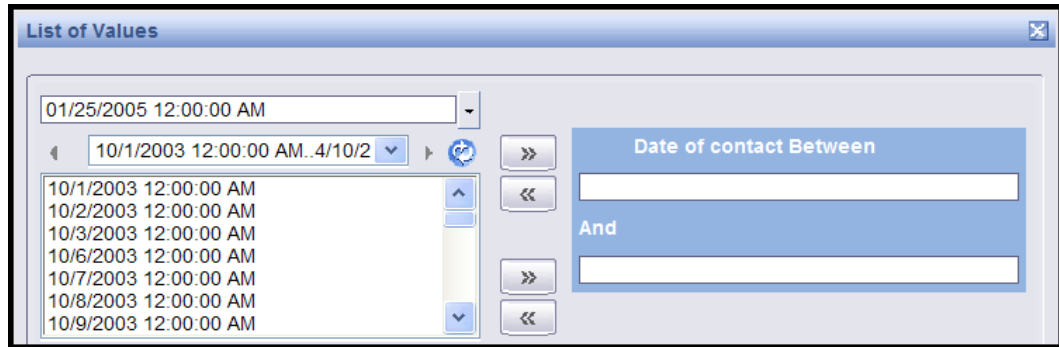 List of Values
01/25/2005 12:00:00 AM
10/1/2003 12:00:00 AM..4/10/2
10/1/2003 12:00:00 AM
10/2/2003 12:00:00 AM
10/3/2003 12:00:00 AM
10/6/2003 12:00:00 AM
10/7/2003 12:00:00 AM
10/8/2003 12:00:00 AM
10/9/2003 12:00:00 AM
Date of contact Between
And